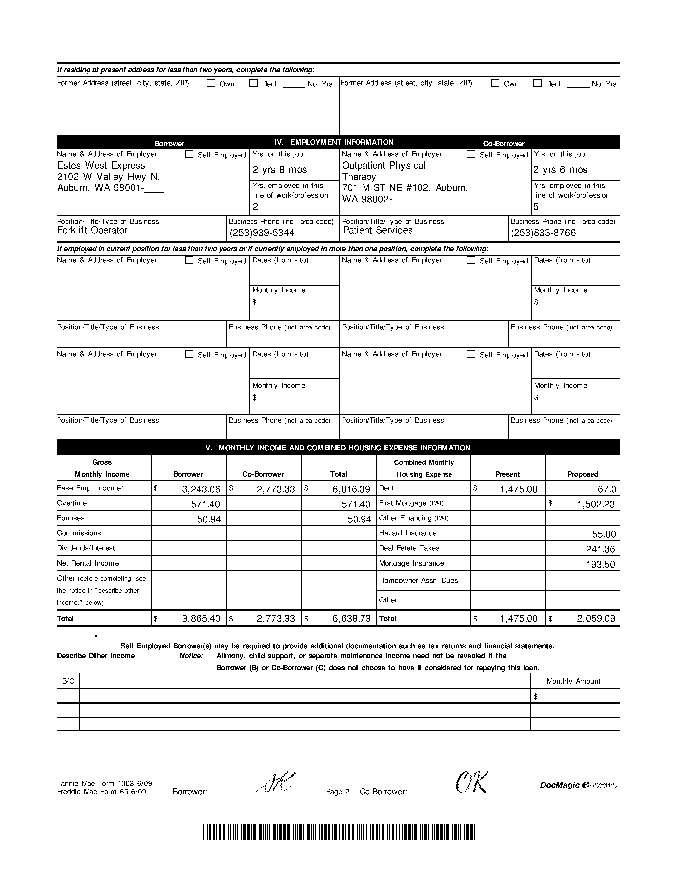 If residing at present address for less than two years, complete the following:
Former Address (street, city, state, ZIP) Own Rent No. Yrs. Former Address (street, city, state, ZIP) Own Rent No. Yrs.
Borrower IV. EMPLOYMENT INFORMATION Co-Borrower
Name & Address of Employer Self Employed Yrs. on this job Name & Address of Employer Self Employed Yrs. on this job
Estes West Express 2 yrs 8 mos Outpatient Physical 2 yrs 6 mos
2102 W Valley Hwy N. Therapy
Auburn, WA 98001-____ Yrs. employed in this 701 M ST NE #102, Auburn, Yrs. employed in this
line of work/profession WA 98002- line of work/profession
2 5
Position/Title/Type of Business Business Phone (incl. area code) Position/Title/Type of Business Business Phone (incl. area code)
Forklift Operator (253)939-5344 Patient Services (253)833-8766
If employed in current position for less than two years or if currently employed in more than one position, complete the following:
Name & Address of Employer Self Employed Dates (from - to) Name & Address of Employer Self Employed Dates (from - to)
Monthly Income Monthly Income
$ $
Position/Title/Type of Business Business Phone (incl. area code) Position/Title/Type of Business Business Phone (incl. area code)
Name & Address of Employer Self Employed Dates (from - to) Name & Address of Employer Self Employed Dates (from - to)
Monthly Income Monthly Income
$ $
Position/Title/Type of Business Business Phone (incl. area code) Position/Title/Type of Business Business Phone (incl. area code)
V. MONTHLY INCOME AND COMBINED HOUSING EXPENSE INFORMATION
Gross Combined Monthly
Monthly Income Borrower Co-Borrower Total Housing Expense Present Proposed
Base Empl. Income* $ 3,243.06 $ 2,773.33 $ 6,016.39 Rent $ 1,475.00 67.0
Overtime 571.40 571.40 First Mortgage (P&I) $ 1,502.23
Bonuses 50.94 50.94 Other Financing (P&I)
Commissions Hazard Insurance 55.00
Dividends/Interest Real Estate Taxes 241.36
Net Rental Income Mortgage Insurance 193.50
Other (before completing, see Homeowner Assn. Dues
the notice in "describe other
income," below) Other:
Total $ 3,865.40 $ 2,773.33 $ 6,638.73 Total $ 1,475.00 $ 2,059.09
* Self Employed Borrower(s) may be required to provide additional documentation such as tax returns and financial statements.
Describe Other Income Notice: Alimony, child support, or separate maintenance income need not be revealed if the
Borrower (B) or Co-Borrower (C) does not choose to have it considered for repaying this loan.
B/C Monthly Amount
$
Fannie Mae Form 1003 6/09
Freddie Mac Form 65 6/09 Borrower: Page 2 Co-Borrower: OK DocMagic